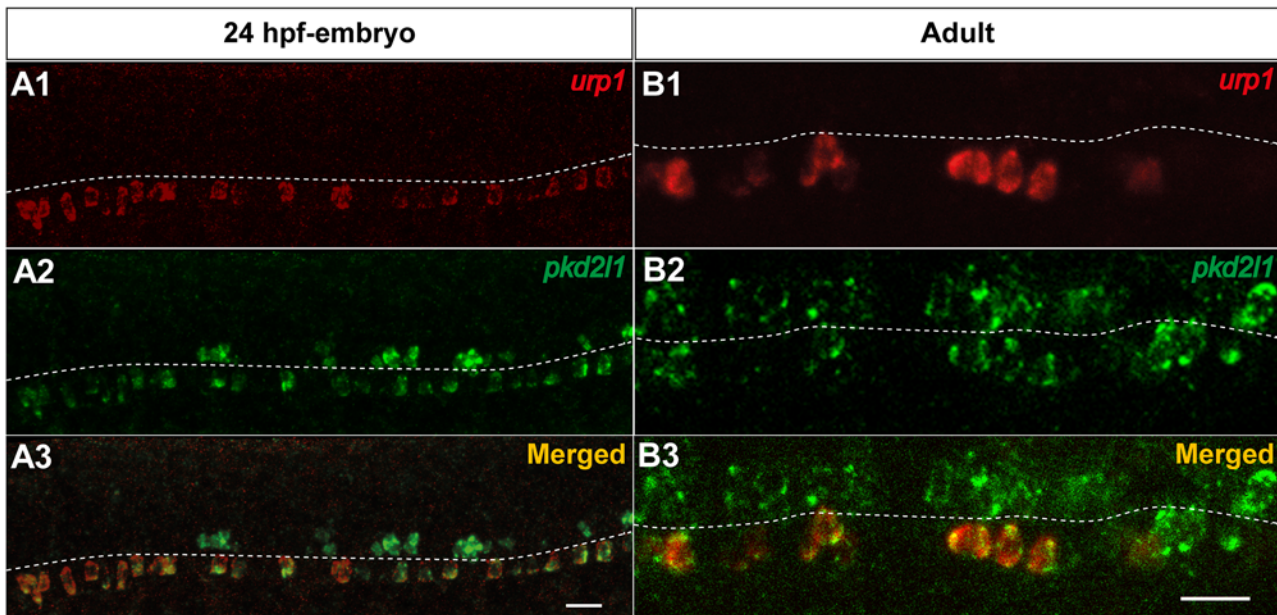 24 hpf-embryo
Adult
A1 urp1
B1 urp1
A2 pkd2l1
B2 pkd2l1
A3 Merged
B3 Merged